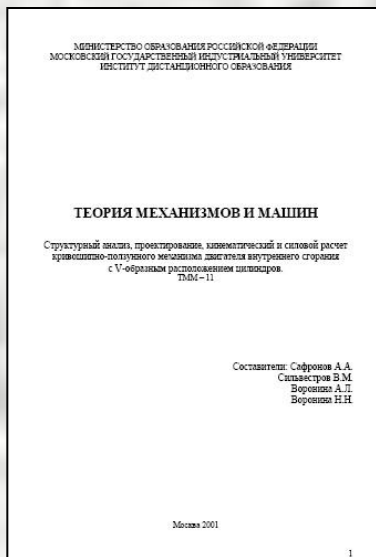 МИНИСТЕРСТВО ОБРАЗОВАНИЯ РОССИЙСКОЙ ФЕДЕРАЦИИ
МОСКОВСКИЙ ГОСУДАРСТВЕННЫЙ ИНДУСТРИАЛЬНЫЙ УНИВЕРСИТЕТ
ИНСТИТУТ ДИСТАНЦИОННОГО ОБРАЗОВАНИЯ
ТЕОРИЯ МЕХАНИЗМОВ И МАШИН
Структурный анализ, проектирование, кинематический и силовой расчет
кривошипно-ползунного механизма двигателя внутреннего сгорания
с V-образным расположением цилиндров.
ТММ – 11
Составители: Сафронов А.А.
Сильвестров В.М.
Воронина А.Л.
Воронина Н.Н.
Москва 2001
1